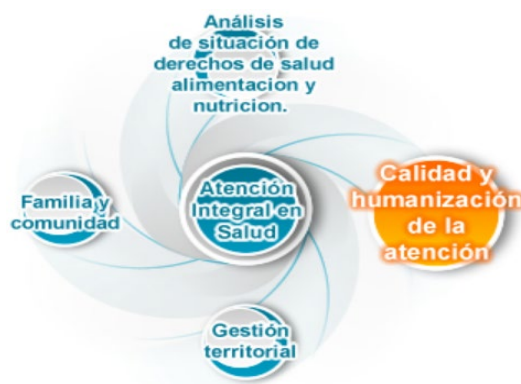 Análisis
de situación de
derechos de salud
alimentacion y
nutricion.
Familia y
comunidad
Atención
Integral en
Salud
Calidad y
humanización
de la
atención
Gestión
territorial